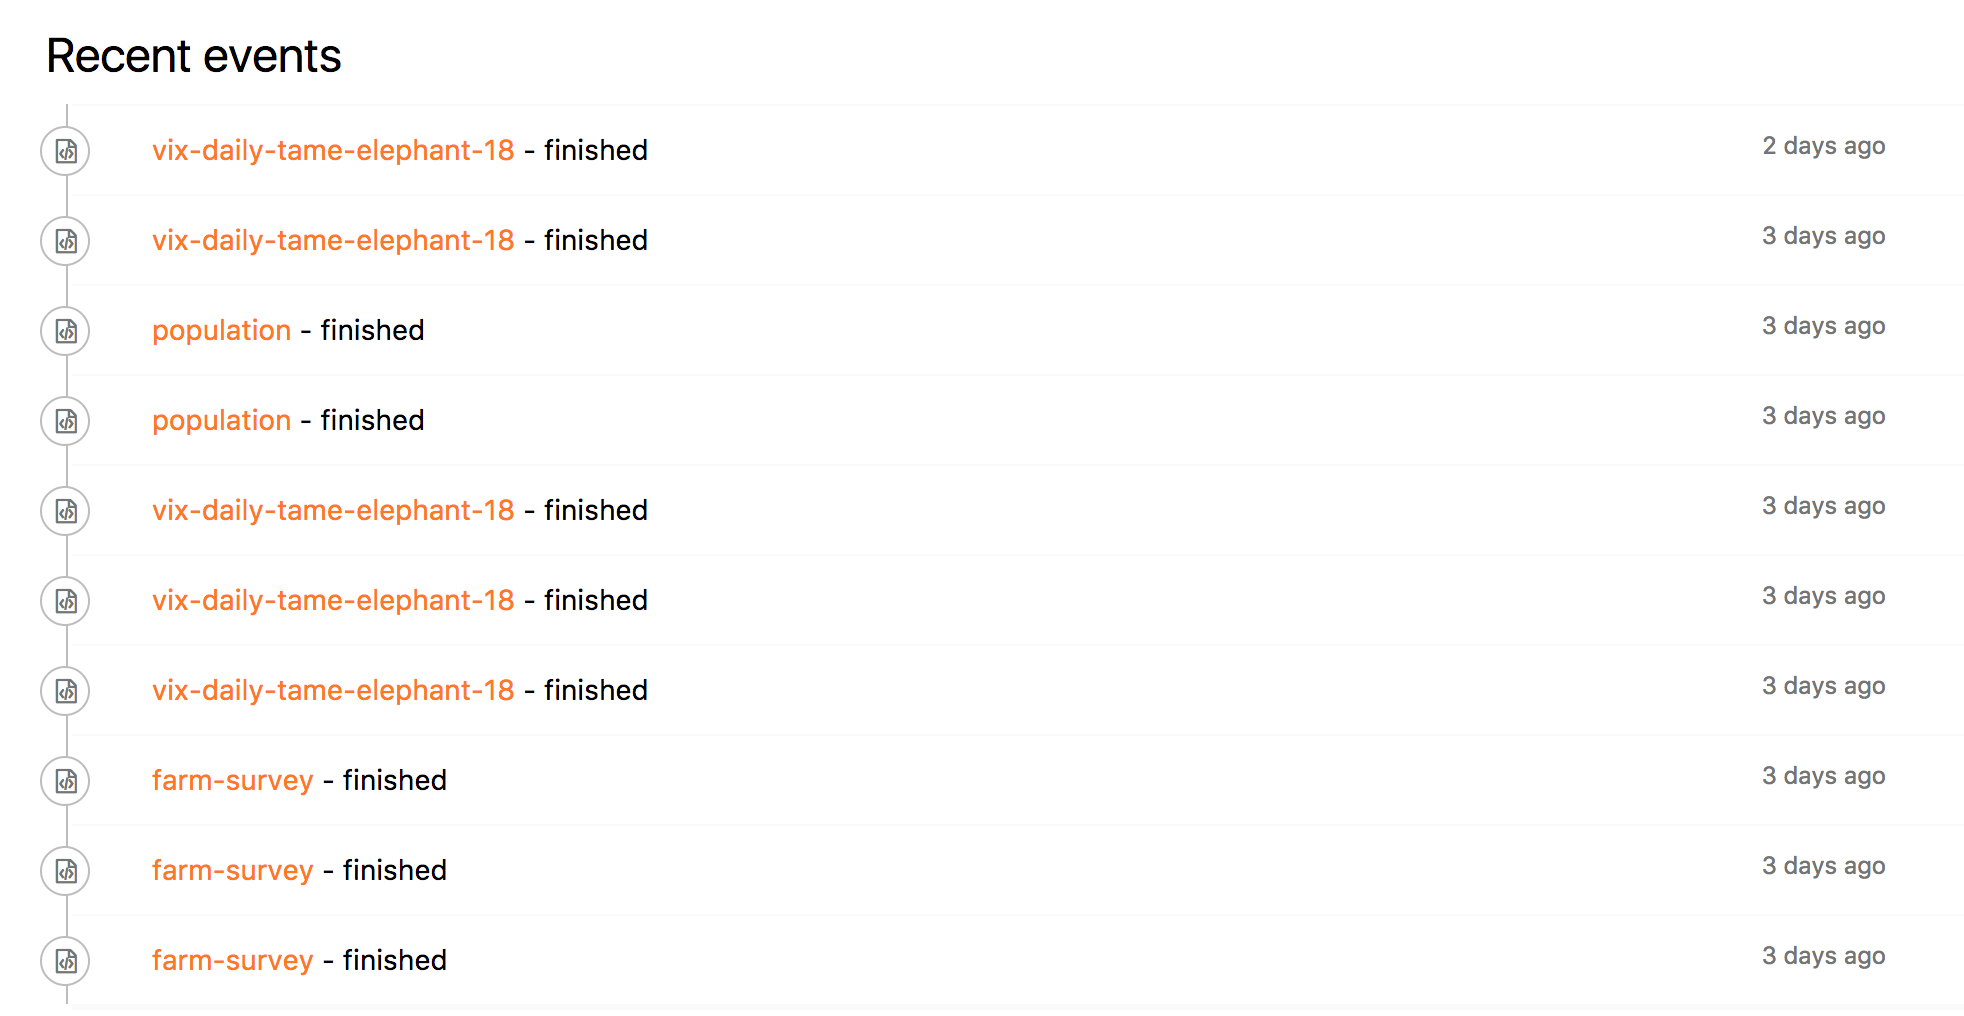 Recent events
vix-daily-tame-elephant-18 - finished 2 days ago
vix-daily-tame-elephant-18 - finished 3 days ago
population - finished 3 days ago
population - finished 3 days ago
vix-daily-tame-elephant-18 - finished 3 days ago
vix-daily-tame-elephant-18 - finished 3 days ago
vix-daily-tame-elephant-18 - finished 3 days ago
farm-survey - finished 3 days ago
farm-survey - finished 3 days ago
farm-survey - finished 3 days ago